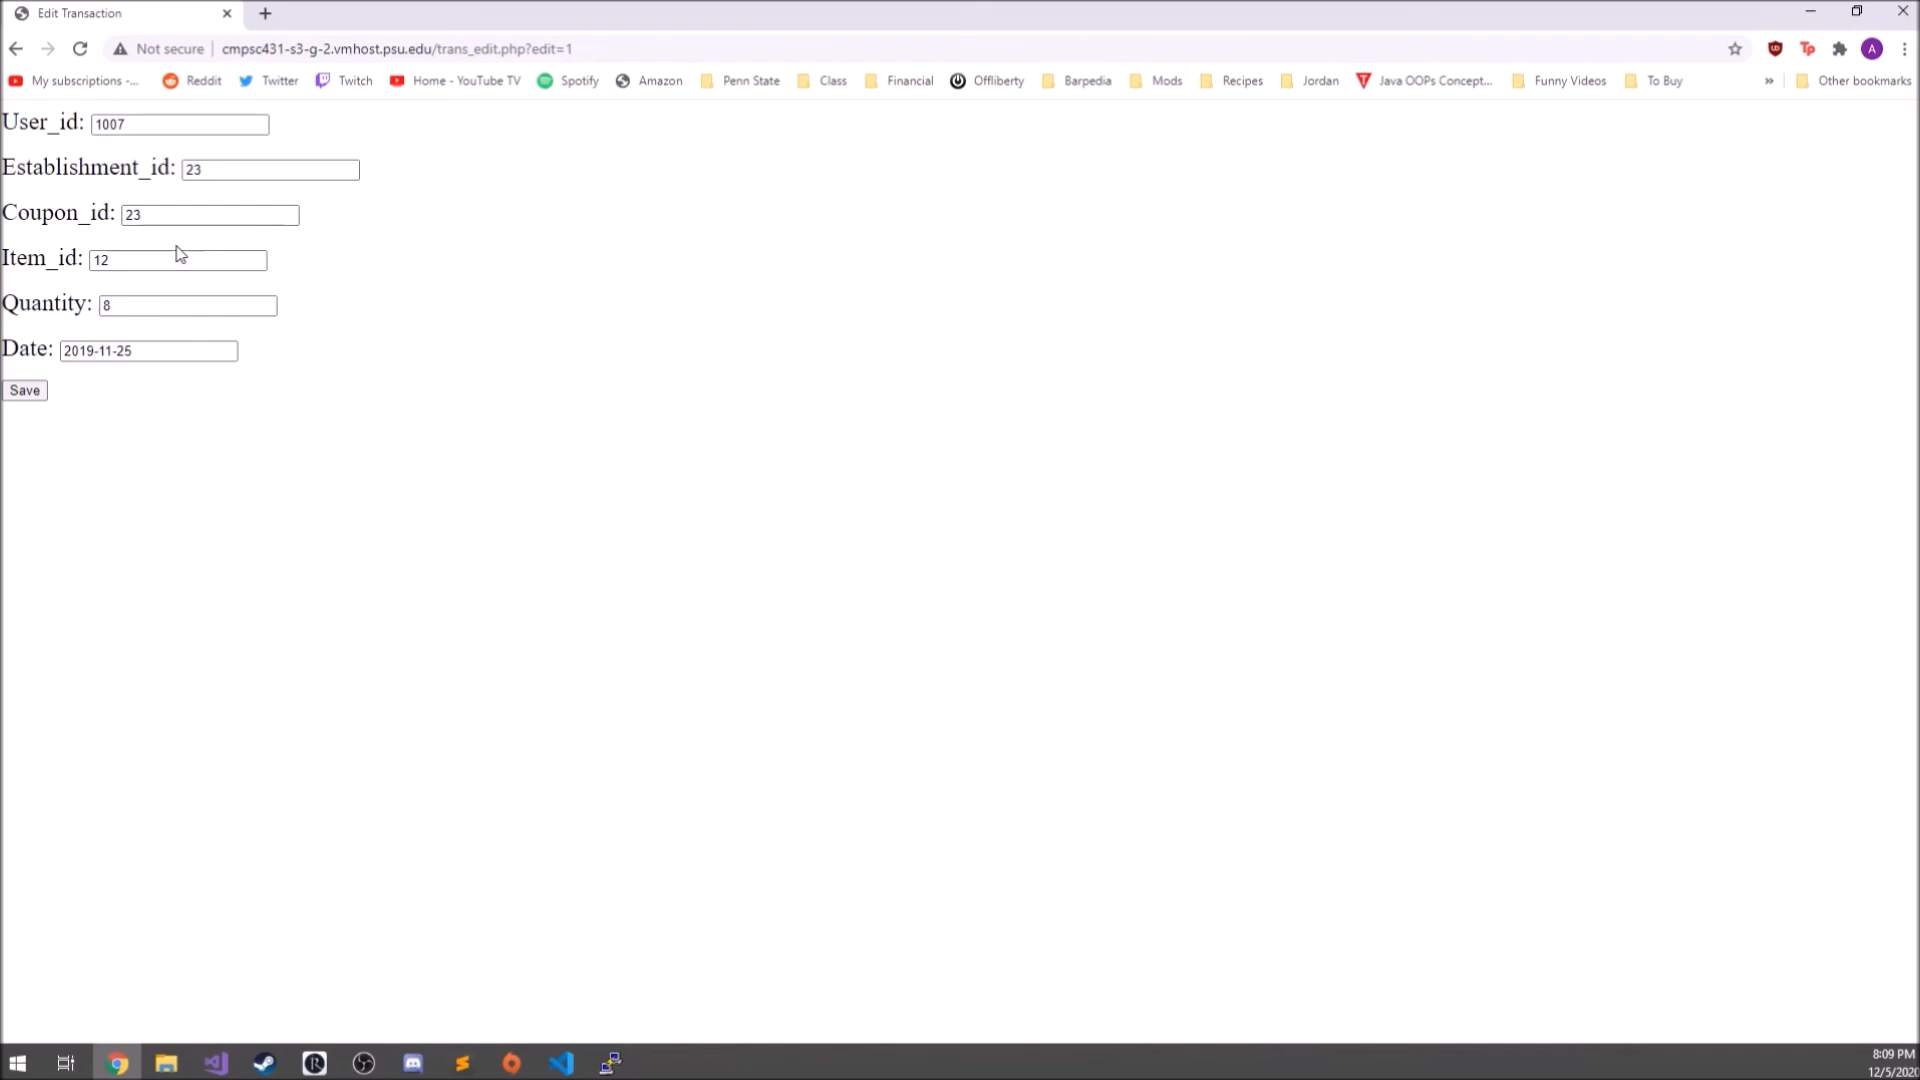 Edit Transaction
Not secure cmpsc431-s3-g-2.vmhost.psu.edu/trans_edit.php?edit=1
My subscriptions -... Reddit Twitter Twitch Home - YouTube TV Spotify Amazon Penn State Class Financial Offliberty Barpedia Mods Recipes Jordan Java OOPs Concept... Funny Videos To Buy » Other bookmarks
User_id: 1007
Establishment_id: 23
Coupon_id: 23
Item_id: 12
Quantity: 8
Date: 2019-11-25
Save
8:09 PM
12/5/2020